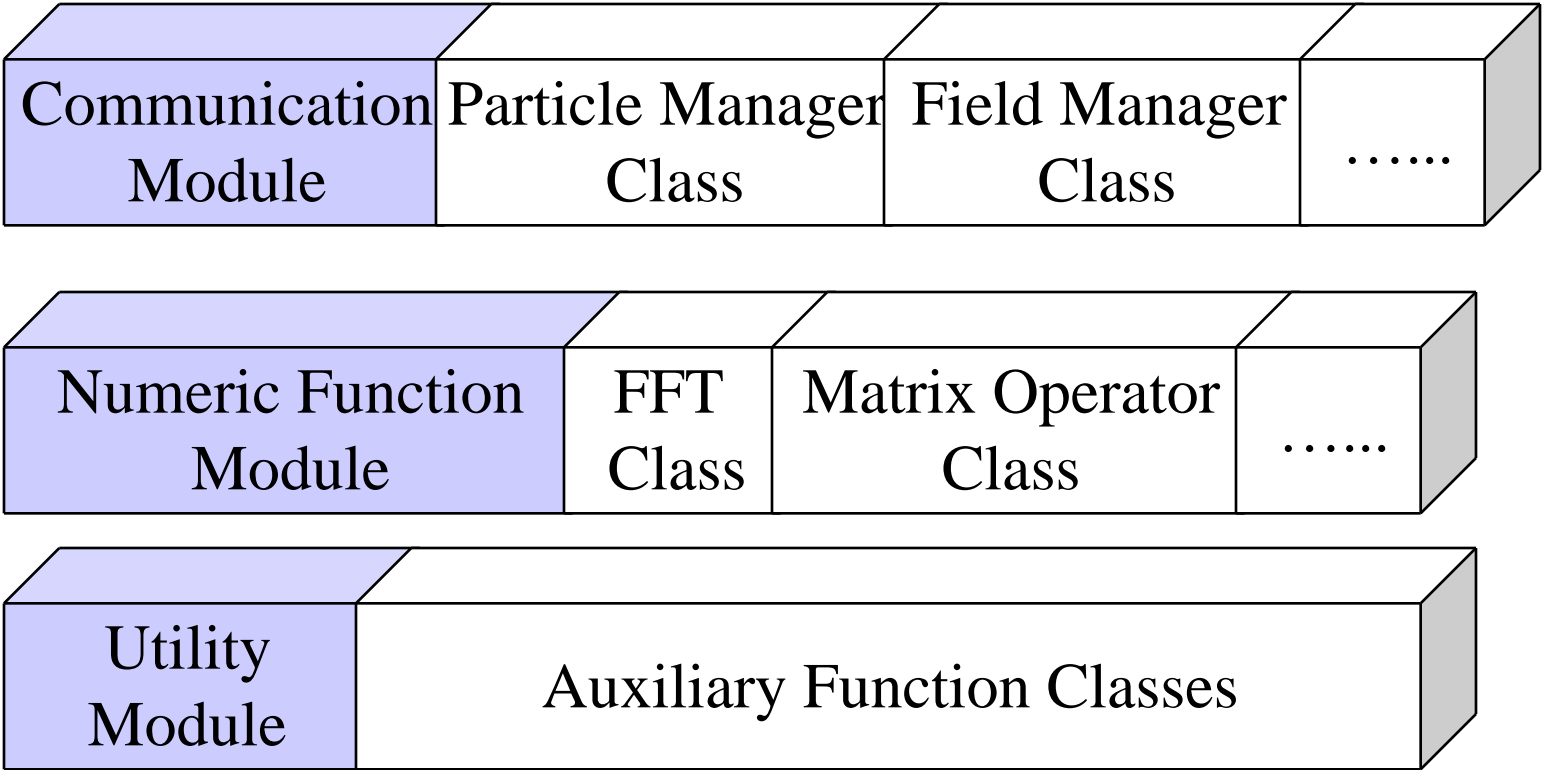 Communication
Module
Particle Manager
Class
Field Manager
Class
…...
Numeric Function
Module
FFT
Class
Matrix Operator
Class
…...
Utility
Module
Auxiliary Function Classes